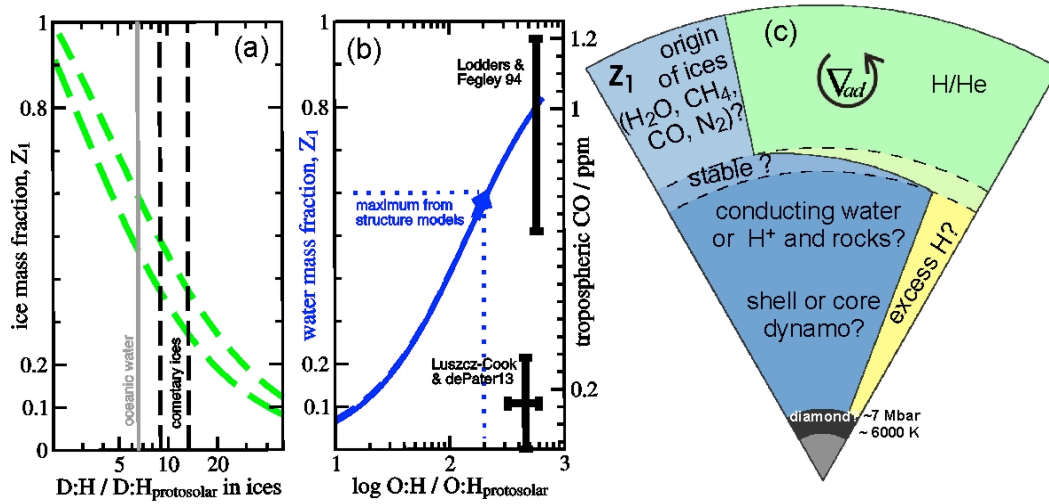 (a)
ice mass fraction, Z1
1
0.8
0.2
0.1
0
oceanic water
cometary ices
5 10 20
D:H / D:Hprotosolar in ices
(b)
water mass fraction, Z1
1
0.8
0.2
0.1
0
Lodders &
Fegley 94
maximum from
structure models
Luszcz-Cook
& dePater13
1 2 3
log O:H / O:Hprotosolar
1.2
1
0.2
tropospheric CO / ppm
(c)
Z1
origin
of ices
(H2O, CH4,
CO, N2)?
∇ad
H/He
stable ?
conducting water
or H+ and rocks?
excess H?
shell or core
dynamo?
diamond?
~7 Mbar
~ 6000 K